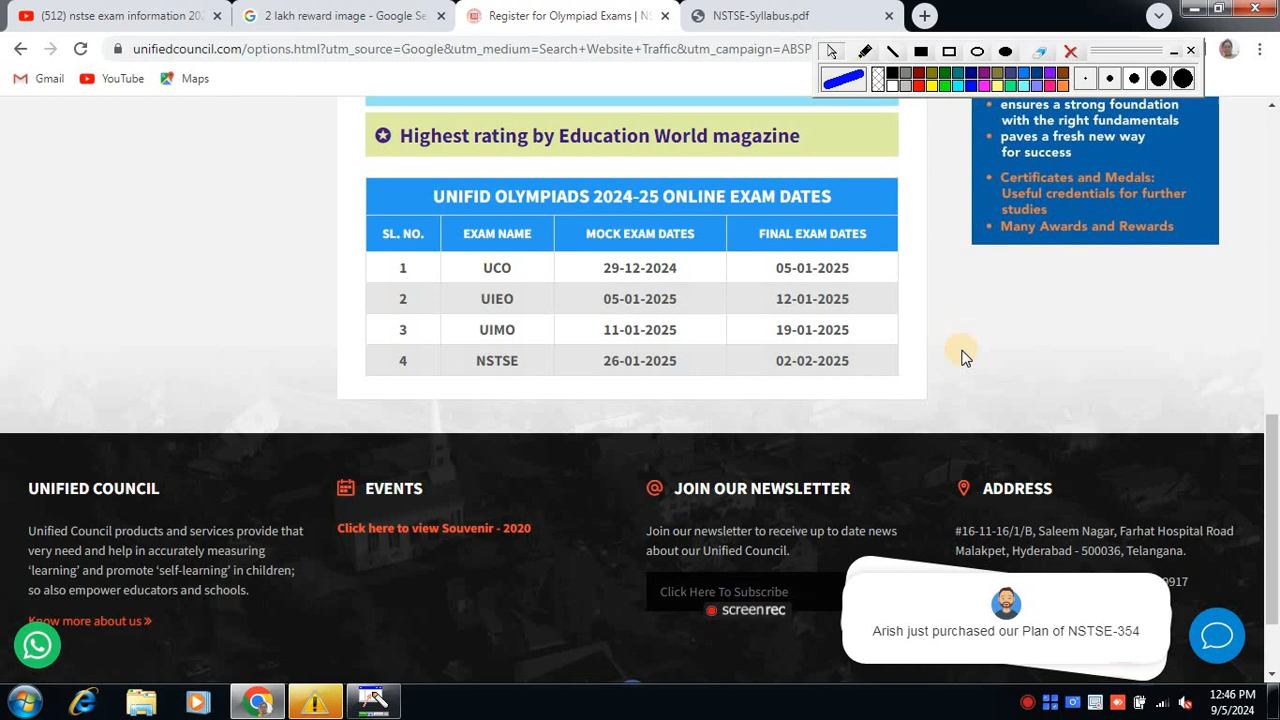 (512) nstse exam information 202
2 lakh reward image - Google Se
Register for Olympiad Exams | NS
NSTSE-Syllabus.pdf
unifiedcouncil.com/options.html?utm_source=Google&utm_medium=Search+Website+Traffic&utm_campaign=ABSP
Gmail
YouTube
Maps
Highest rating by Education World magazine
ensures a strong foundation
with the right fundamentals
• paves a fresh new way
for success
• Certificates and Medals:
Useful credentials for further
studies
• Many Awards and Rewards
UNIFID OLYMPIADS 2024-25 ONLINE EXAM DATES
SL. NO. EXAM NAME MOCK EXAM DATES FINAL EXAM DATES
1 UCO 29-12-2024 05-01-2025
2 UIEO 05-01-2025 12-01-2025
3 UIMO 11-01-2025 19-01-2025
4 NSTSE 26-01-2025 02-02-2025
UNIFIED COUNCIL
Unified Council products and services provide that
very need and help in accurately measuring
‘learning’ and promote ‘self-learning’ in children;
so also empower educators and schools.
Know more about us »
EVENTS
Click here to view Souvenir - 2020
JOIN OUR NEWSLETTER
Join our newsletter to receive up to date news
about our Unified Council.
Click Here To Subscribe
screenrec
ADDRESS
#16-11-16/1/B, Saleem Nagar, Farhat Hospital Road
Malakpet, Hyderabad - 500036, Telangana.
9917
Arish just purchased our Plan of NSTSE-354
12:46 PM
9/5/2024